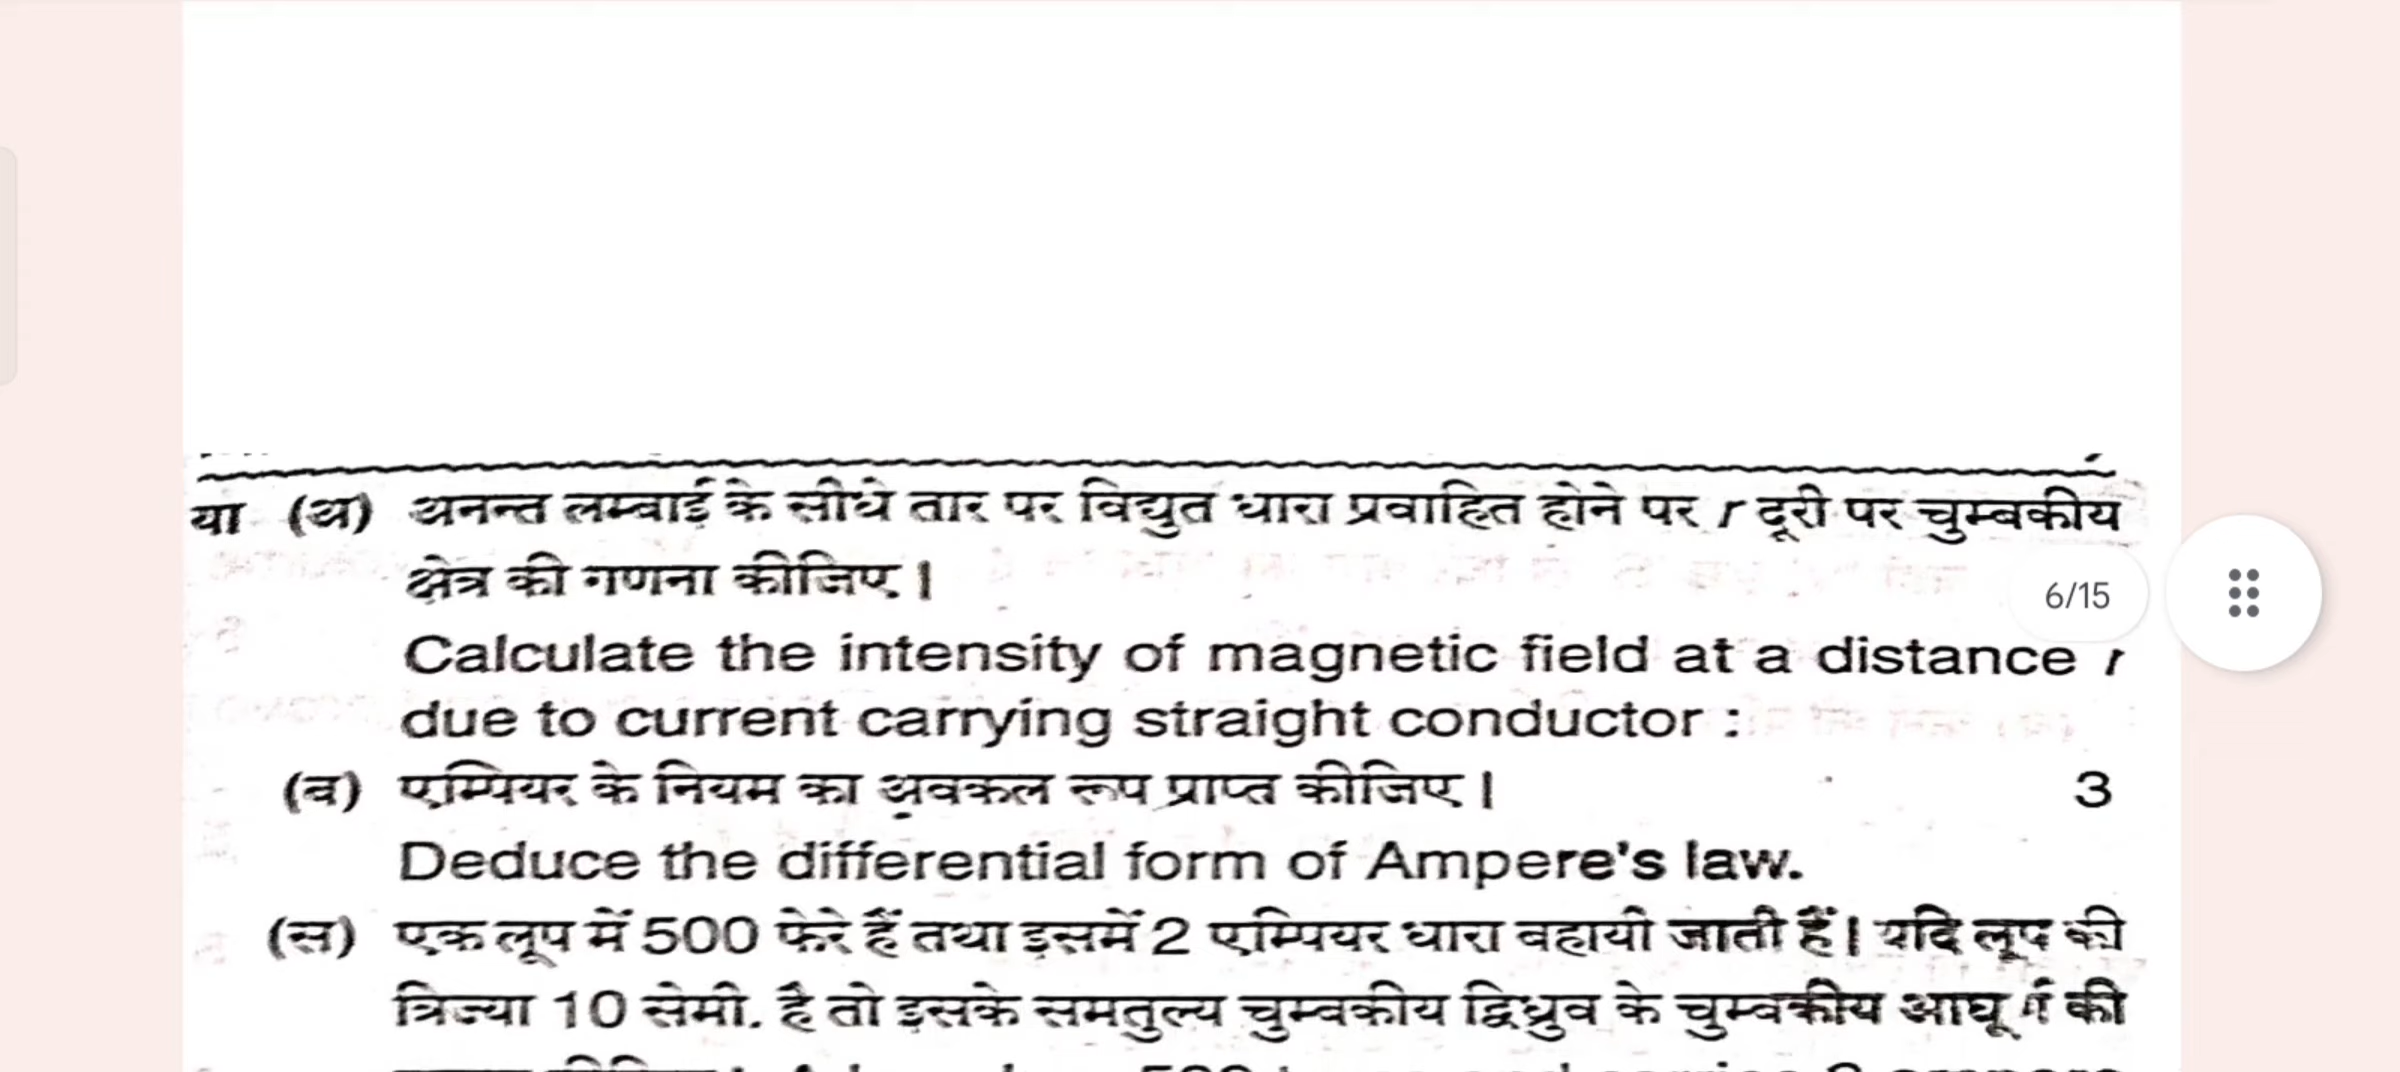 या (अ) अनन्त लम्बाई के सीधे तार पर विद्युत धारा प्रवाहित होने पर r दूरी पर चुम्बकीय
क्षेत्र की गणना कीजिए।
6/15
Calculate the intensity of magnetic field at a distance r
due to current carrying straight conductor :
(ब) एम्पियर के नियम का अवकल रूप प्राप्त कीजिए। 3
Deduce the differential form of Ampere's law.
(स) एक लूप में 500 फेरे हैं तथा इसमें 2 एम्पियर धारा बहायी जाती हैं। यदि लूप की
त्रिज्या 10 सेमी. है तो इसके समतुल्य चुम्बकीय द्विध्रुव के चुम्बकीय की